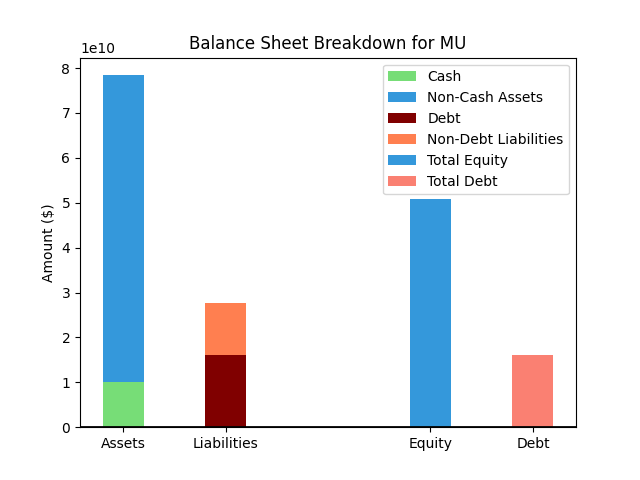 Balance Sheet Breakdown for MU
1e10
8
7
6
5
4
3
2
1
0
Amount ($)
Cash
Non-Cash Assets
Debt
Non-Debt Liabilities
Total Equity
Total Debt
Assets
Liabilities
Equity
Debt